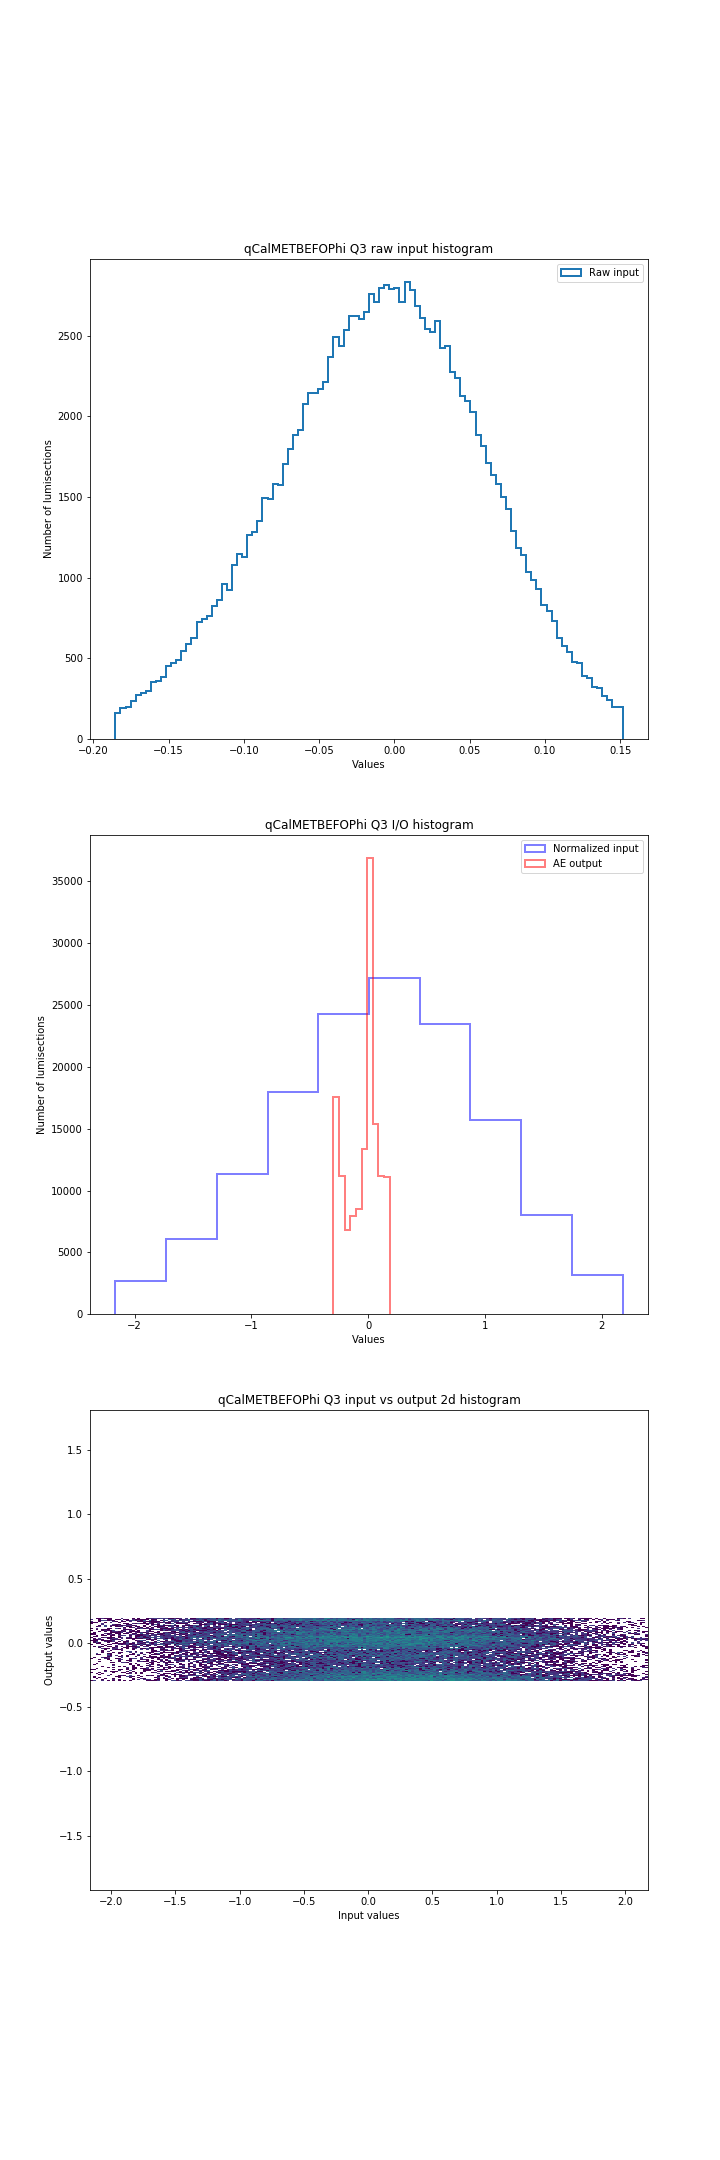 qCalMETBEFOPhi Q3 raw input histogram
Raw input
Number of lumisections
2500
2000
1500
1000
500
0
−0.20 −0.15 −0.10 −0.05 0.00 0.05 0.10 0.15
Values
qCalMETBEFOPhi Q3 I/O histogram
Normalized input
AE output
Number of lumisections
35000
30000
25000
20000
15000
10000
5000
0
−2 −1 0 1 2
Values
qCalMETBEFOPhi Q3 input vs output 2d histogram
Output values
1.5
1.0
0.5
0.0
−0.5
−1.0
−1.5
−2.0 −1.5 −1.0 −0.5 0.0 0.5 1.0 1.5 2.0
Input values